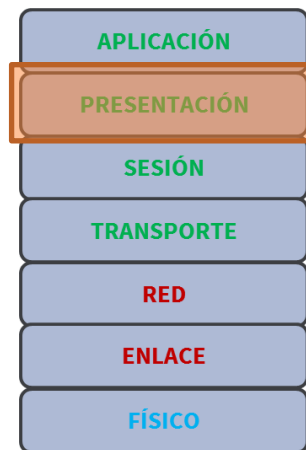 APLICACIÓN
PRESENTACIÓN
SESIÓN
TRANSPORTE
RED
ENLACE
FÍSICO